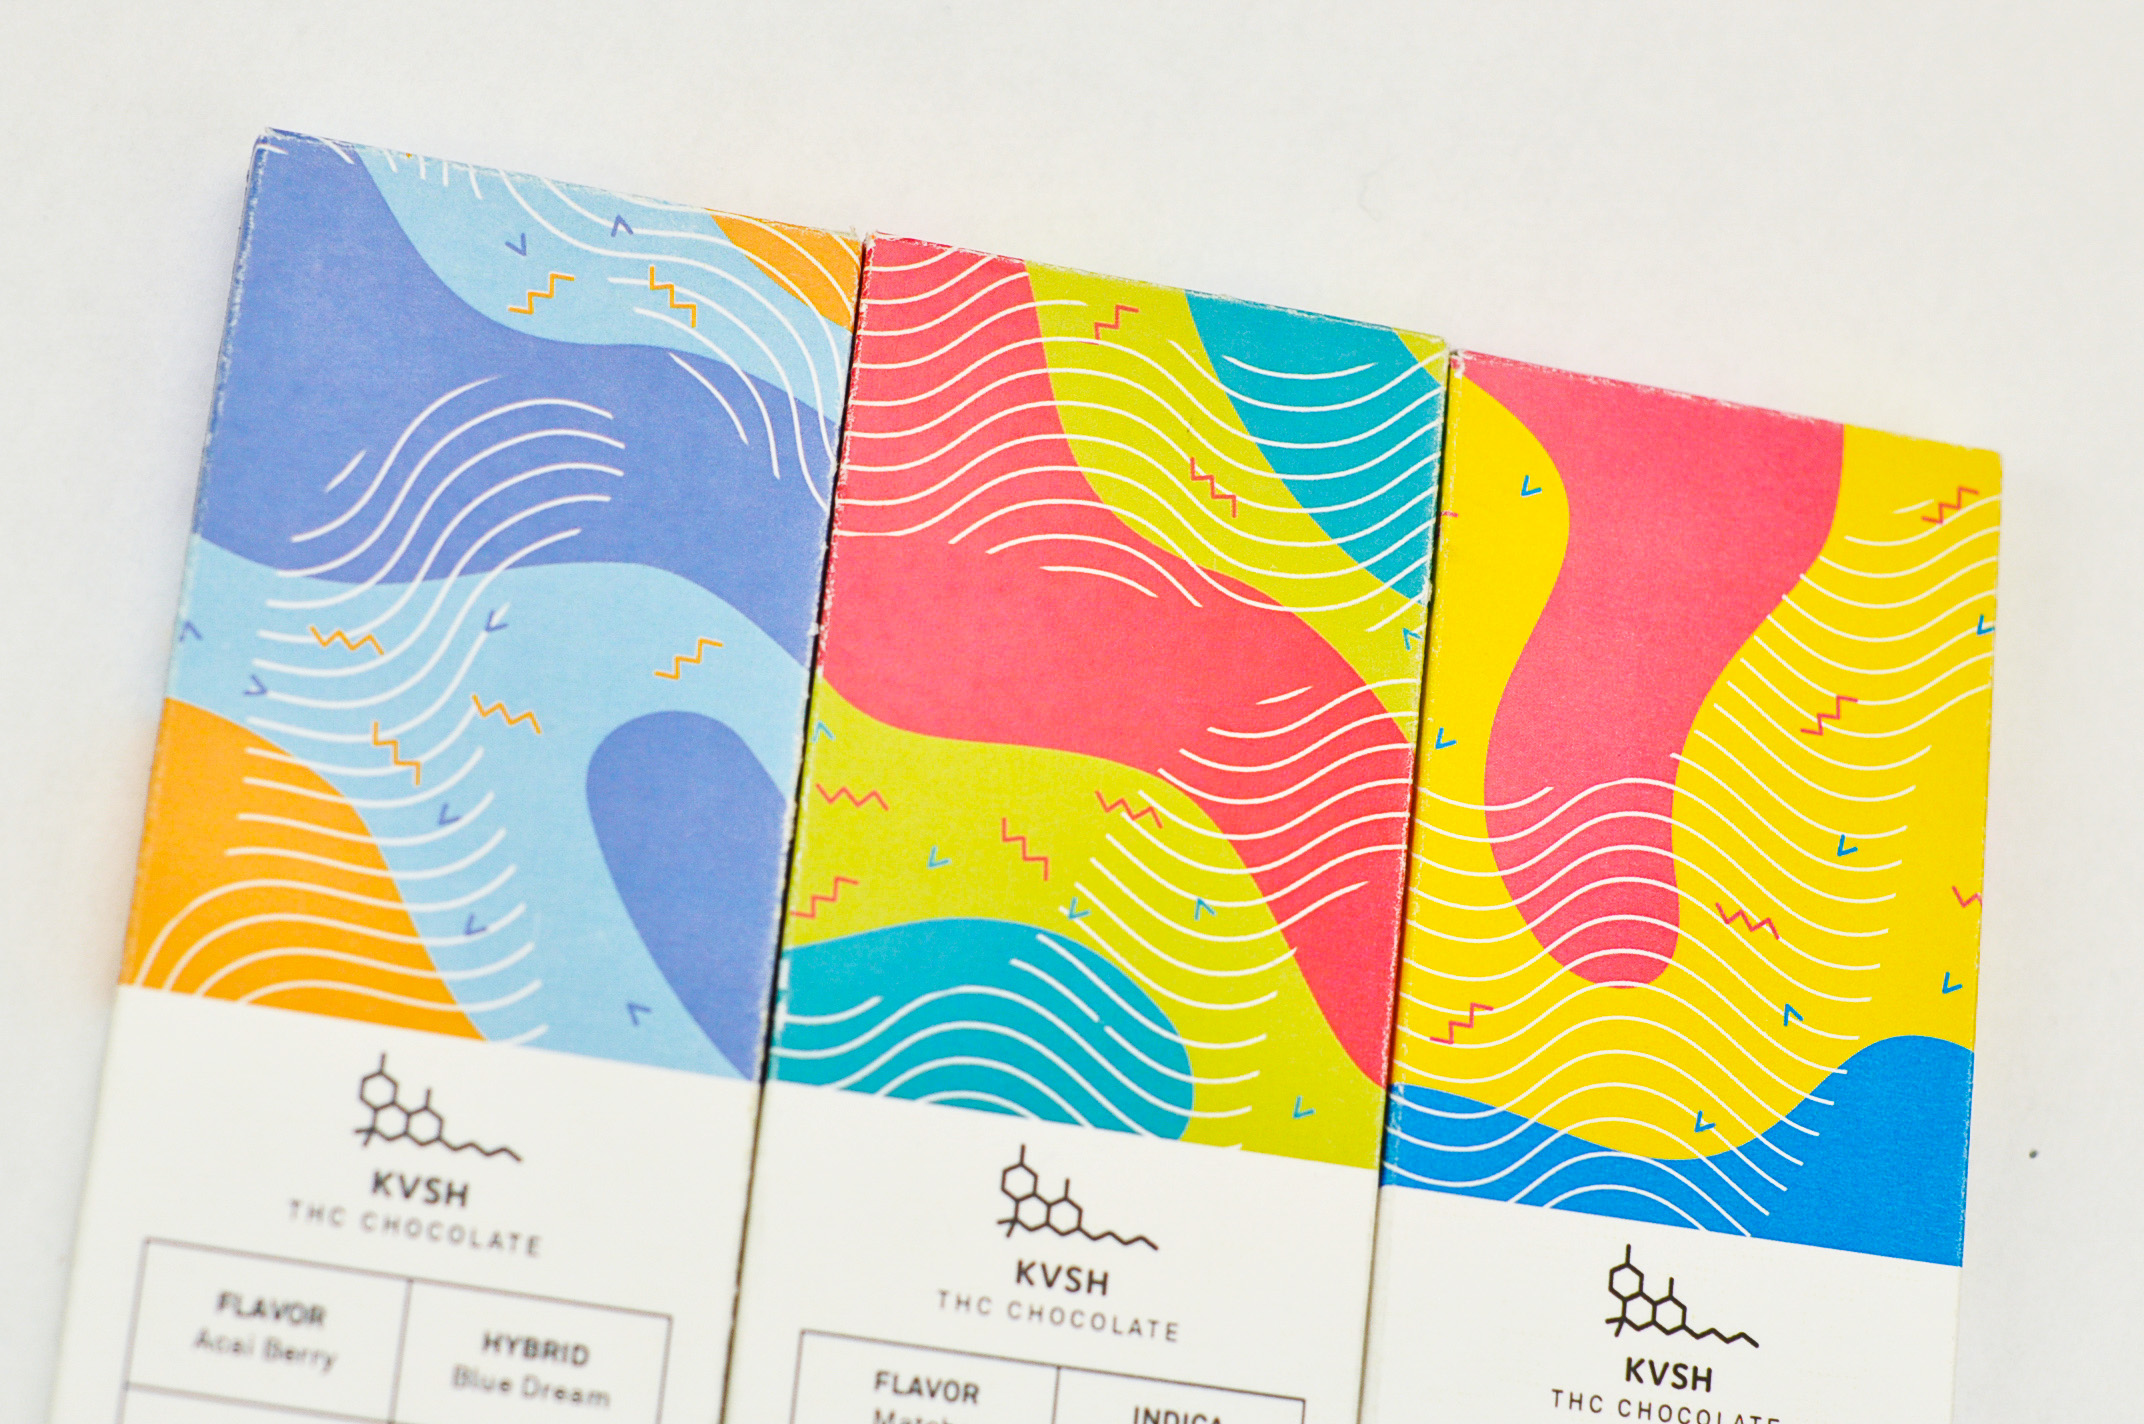 KVSH
THC CHOCOLATE
FLAVOR
Acai Berry
HYBRID
Blue Dream
KVSH
THC CHOCOLATE
FLAVOR
INDICA
KVSH
THC CHOCOLATE